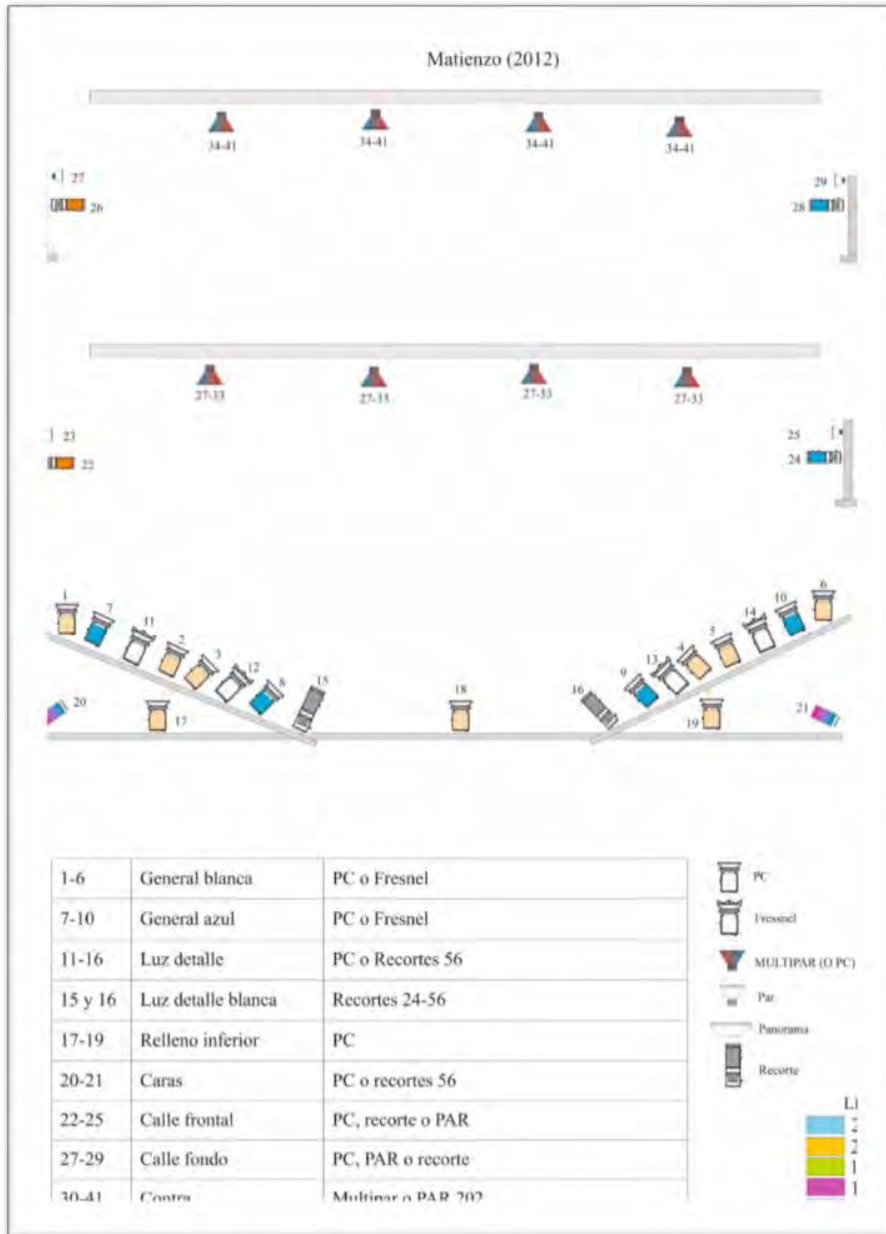 Matienzo (2012)
34-41 34-41 34-41 34-41
27 29
26 28
27-33 27-33 27-33 27-33
23 25
22 24
1 7 11 2 3 12 8 15 9 13 4 5 14 10 6
20 17 18 16 19 21
1-6 General blanca PC o Fresnel
7-10 General azul PC o Fresnel
11-16 Luz detalle PC o Recortes 56
15 y 16 Luz detalle blanca Recortes 24-56
17-19 Relleno inferior PC
20-21 Caras PC o recortes 56
22-25 Calle frontal PC, recorte o PAR
27-29 Calle fondo PC, PAR o recorte
30-41 Contra Multipar o PAR 202
PC
Fressnel
MULTIPAR (O PC)
Par
Panorama
Recorte
2
2
1
1